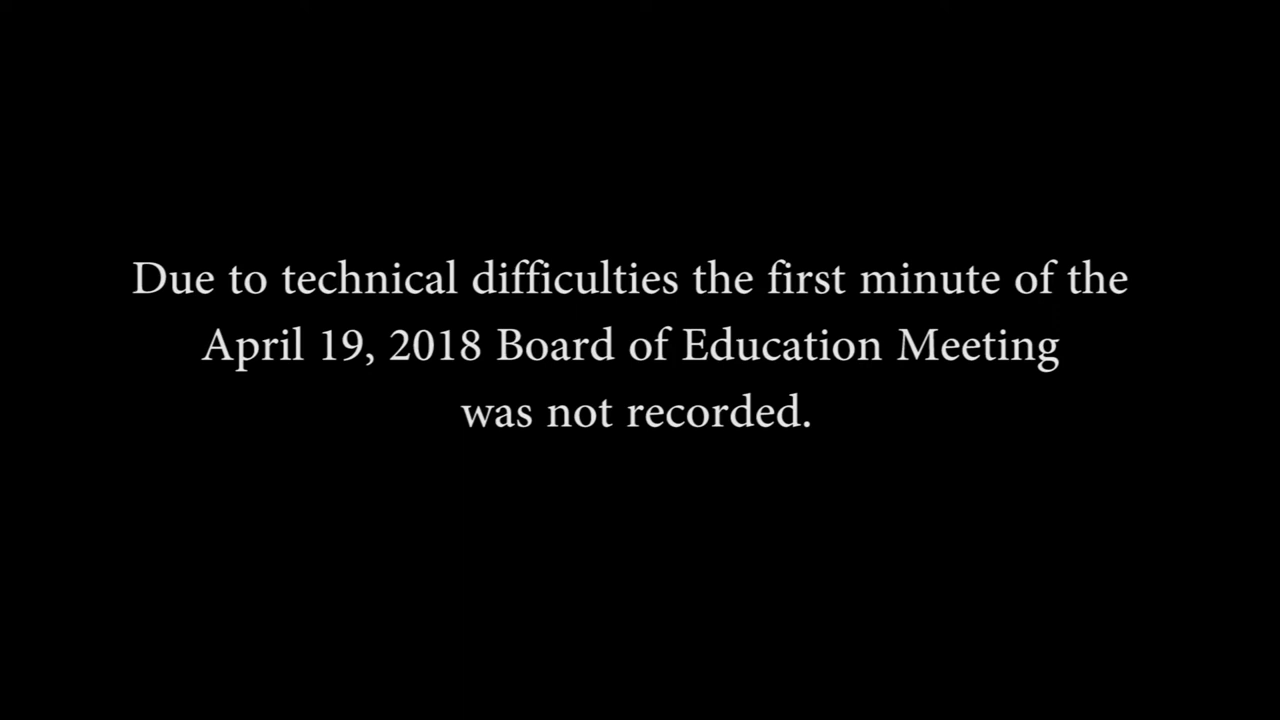 Due to technical difficulties the first minute of the
April 19, 2018 Board of Education Meeting
was not recorded.